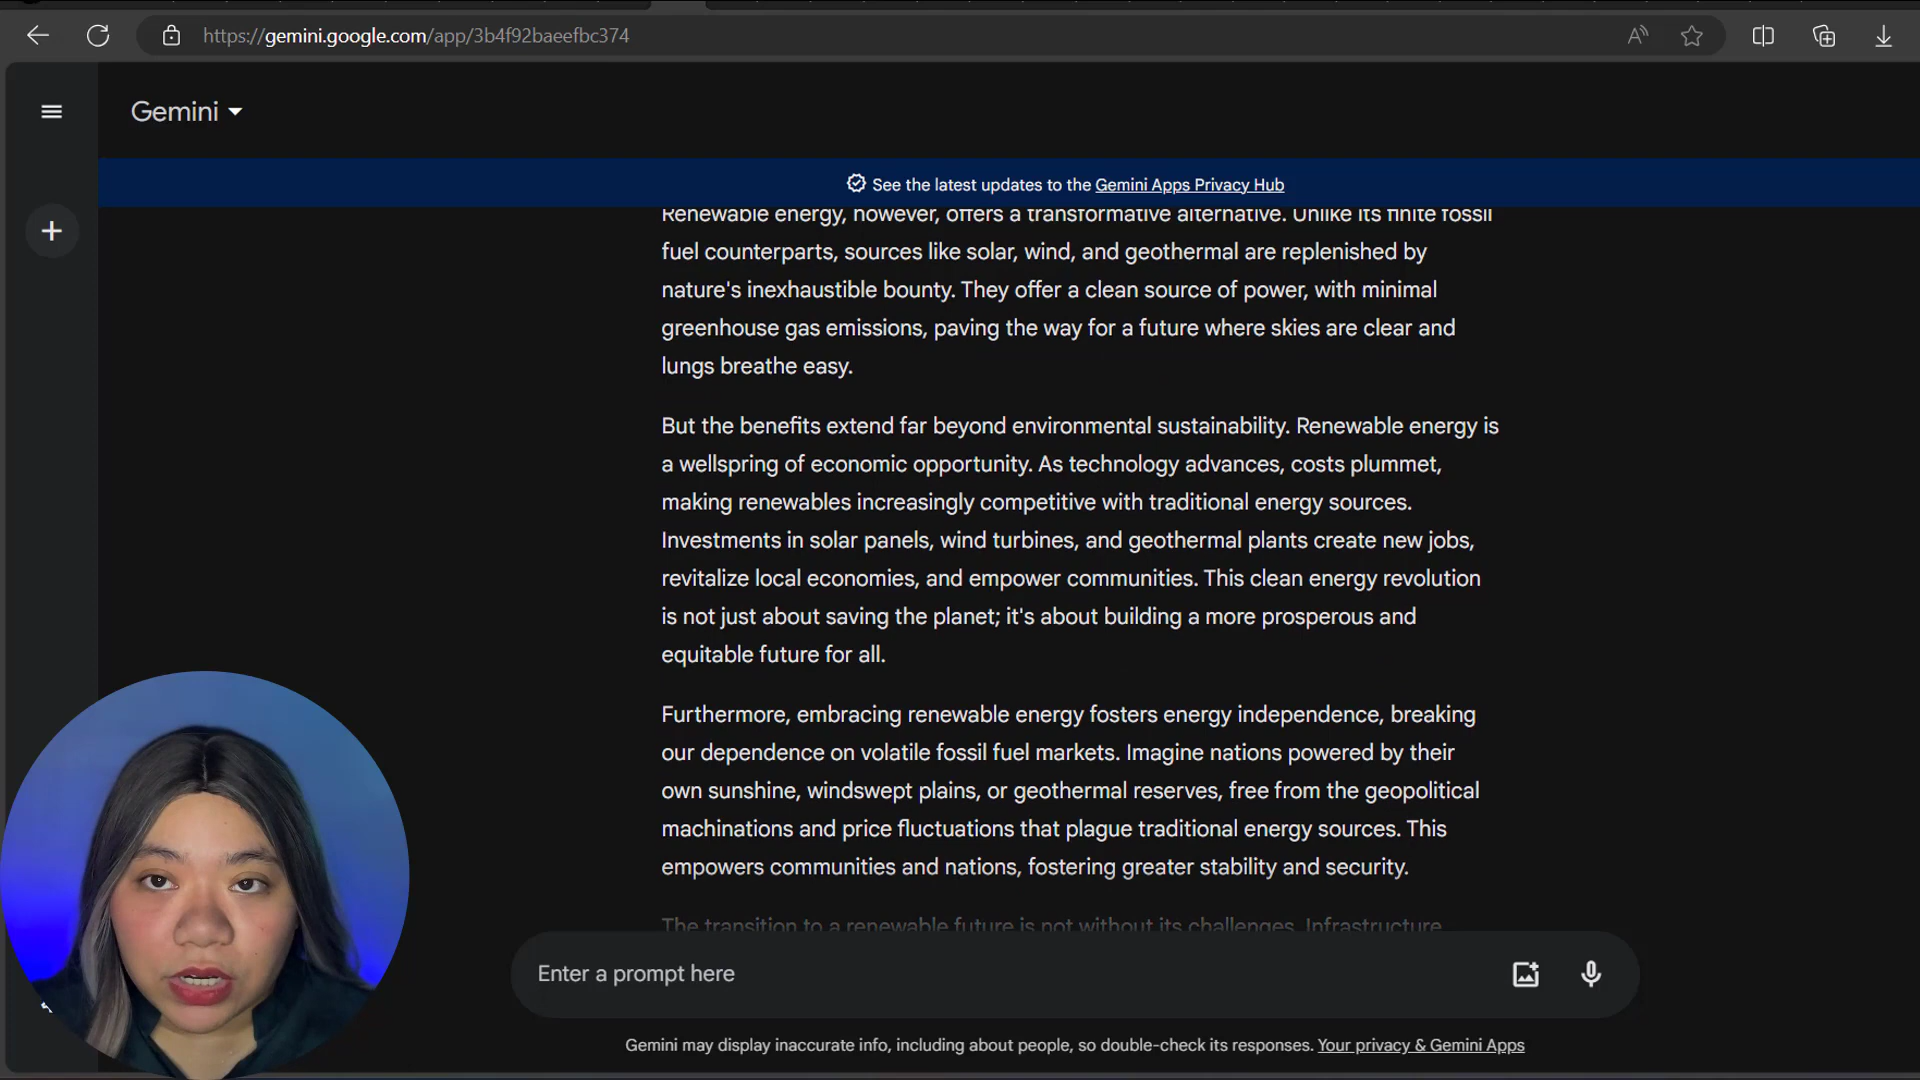 https://gemini.google.com/app/3b4f92baeefbc374
Gemini
See the latest updates to the Gemini Apps Privacy Hub
Renewable energy, however, offers a transformative alternative. Unlike its finite fossil
fuel counterparts, sources like solar, wind, and geothermal are replenished by
nature's inexhaustible bounty. They offer a clean source of power, with minimal
greenhouse gas emissions, paving the way for a future where skies are clear and
lungs breathe easy.
But the benefits extend far beyond environmental sustainability. Renewable energy is
a wellspring of economic opportunity. As technology advances, costs plummet,
making renewables increasingly competitive with traditional energy sources.
Investments in solar panels, wind turbines, and geothermal plants create new jobs,
revitalize local economies, and empower communities. This clean energy revolution
is not just about saving the planet; it's about building a more prosperous and
equitable future for all.
Furthermore, embracing renewable energy fosters energy independence, breaking
our dependence on volatile fossil fuel markets. Imagine nations powered by their
own sunshine, windswept plains, or geothermal reserves, free from the geopolitical
machinations and price fluctuations that plague traditional energy sources. This
empowers communities and nations, fostering greater stability and security.
The transition to a renewable future is not without its challenges. Infrastructure
Enter a prompt here
Gemini may display inaccurate info, including about people, so double-check its responses. Your privacy & Gemini Apps